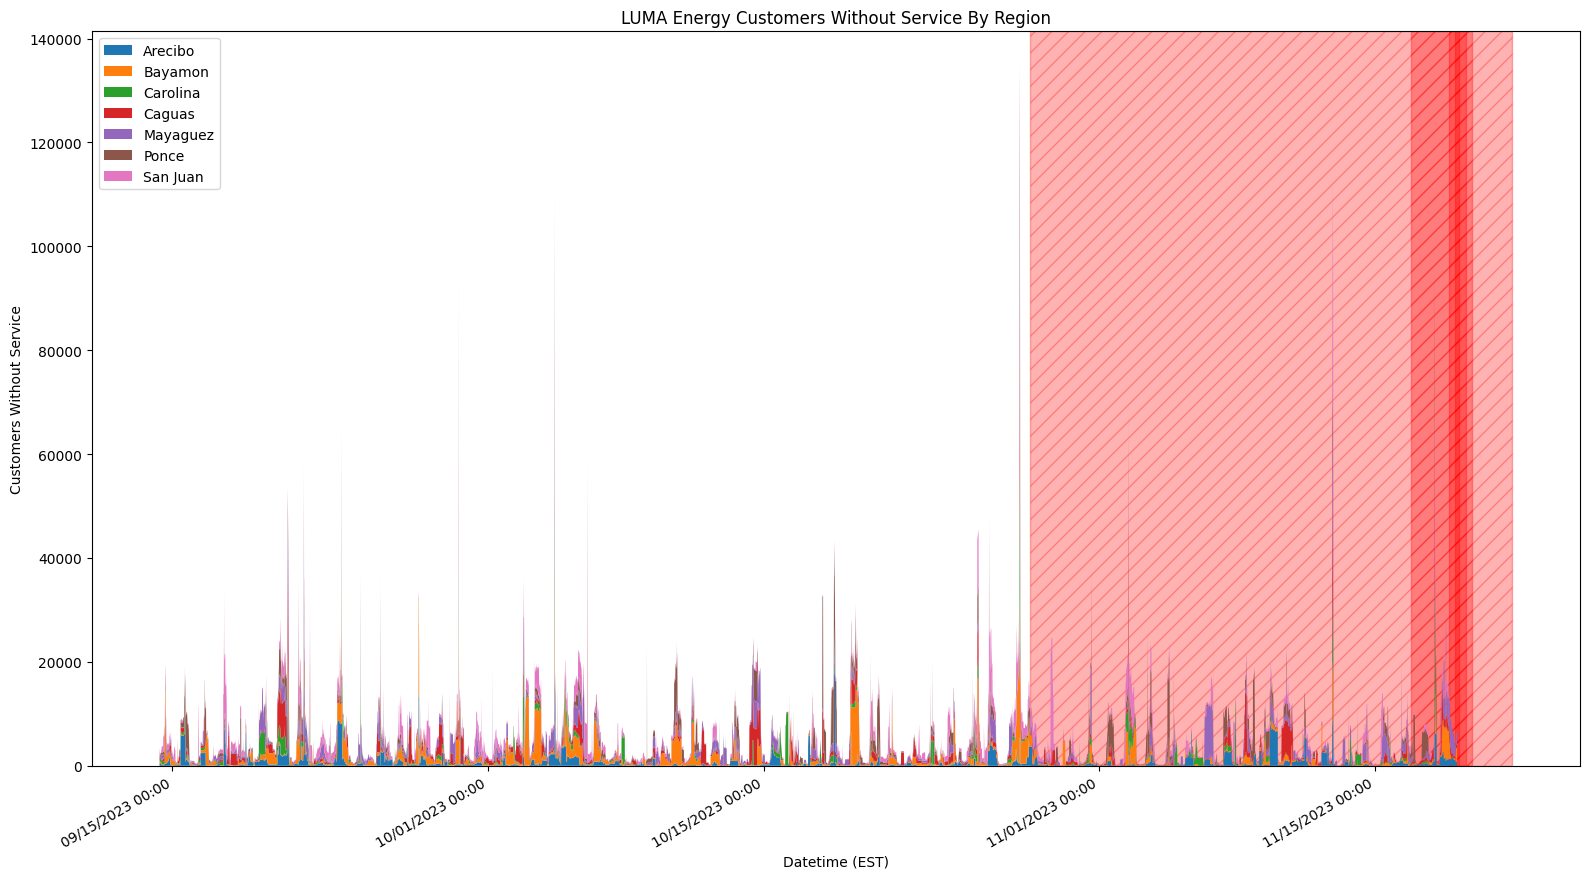 LUMA Energy Customers Without Service By Region
140000
120000
100000
80000
60000
40000
20000
0
Customers Without Service
Arecibo
Bayamon
Carolina
Caguas
Mayaguez
Ponce
San Juan
09/15/2023 00:00
10/01/2023 00:00
10/15/2023 00:00
11/01/2023 00:00
11/15/2023 00:00
Datetime (EST)